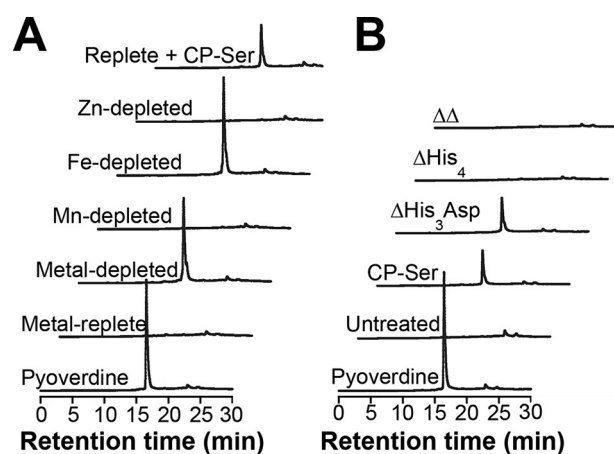 A
Replete + CP-Ser
Zn-depleted
Fe-depleted
Mn-depleted
Metal-depleted
Metal-replete
Pyoverdine
0 5 10 15 20 25 30
Retention time (min)
B
ΔΔ
ΔHis₄
ΔHis₃Asp
CP-Ser
Untreated
Pyoverdine
0 5 10 15 20 25 30
Retention time (min)